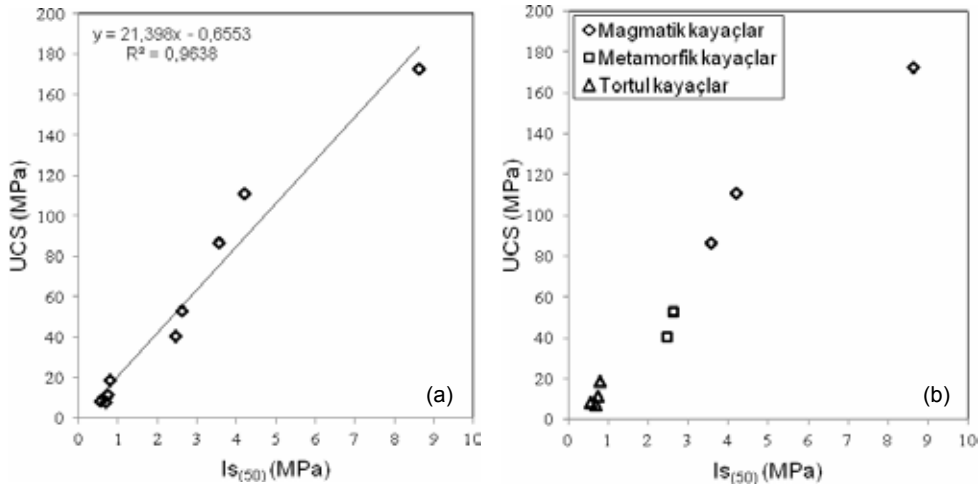 y = 21,398x - 0,6553
R² = 0,9638
UCS (MPa)
200
180
160
140
120
100
80
60
40
20
0
0 1 2 3 4 5 6 7 8 9 10
Is(50) (MPa)
(a)
Magmatik kayaçlar
Metamorfik kayaçlar
Tortul kayaçlar
UCS (MPa)
200
180
160
140
120
100
80
60
40
20
0
0 1 2 3 4 5 6 7 8 9 10
Is(50) (MPa)
(b)